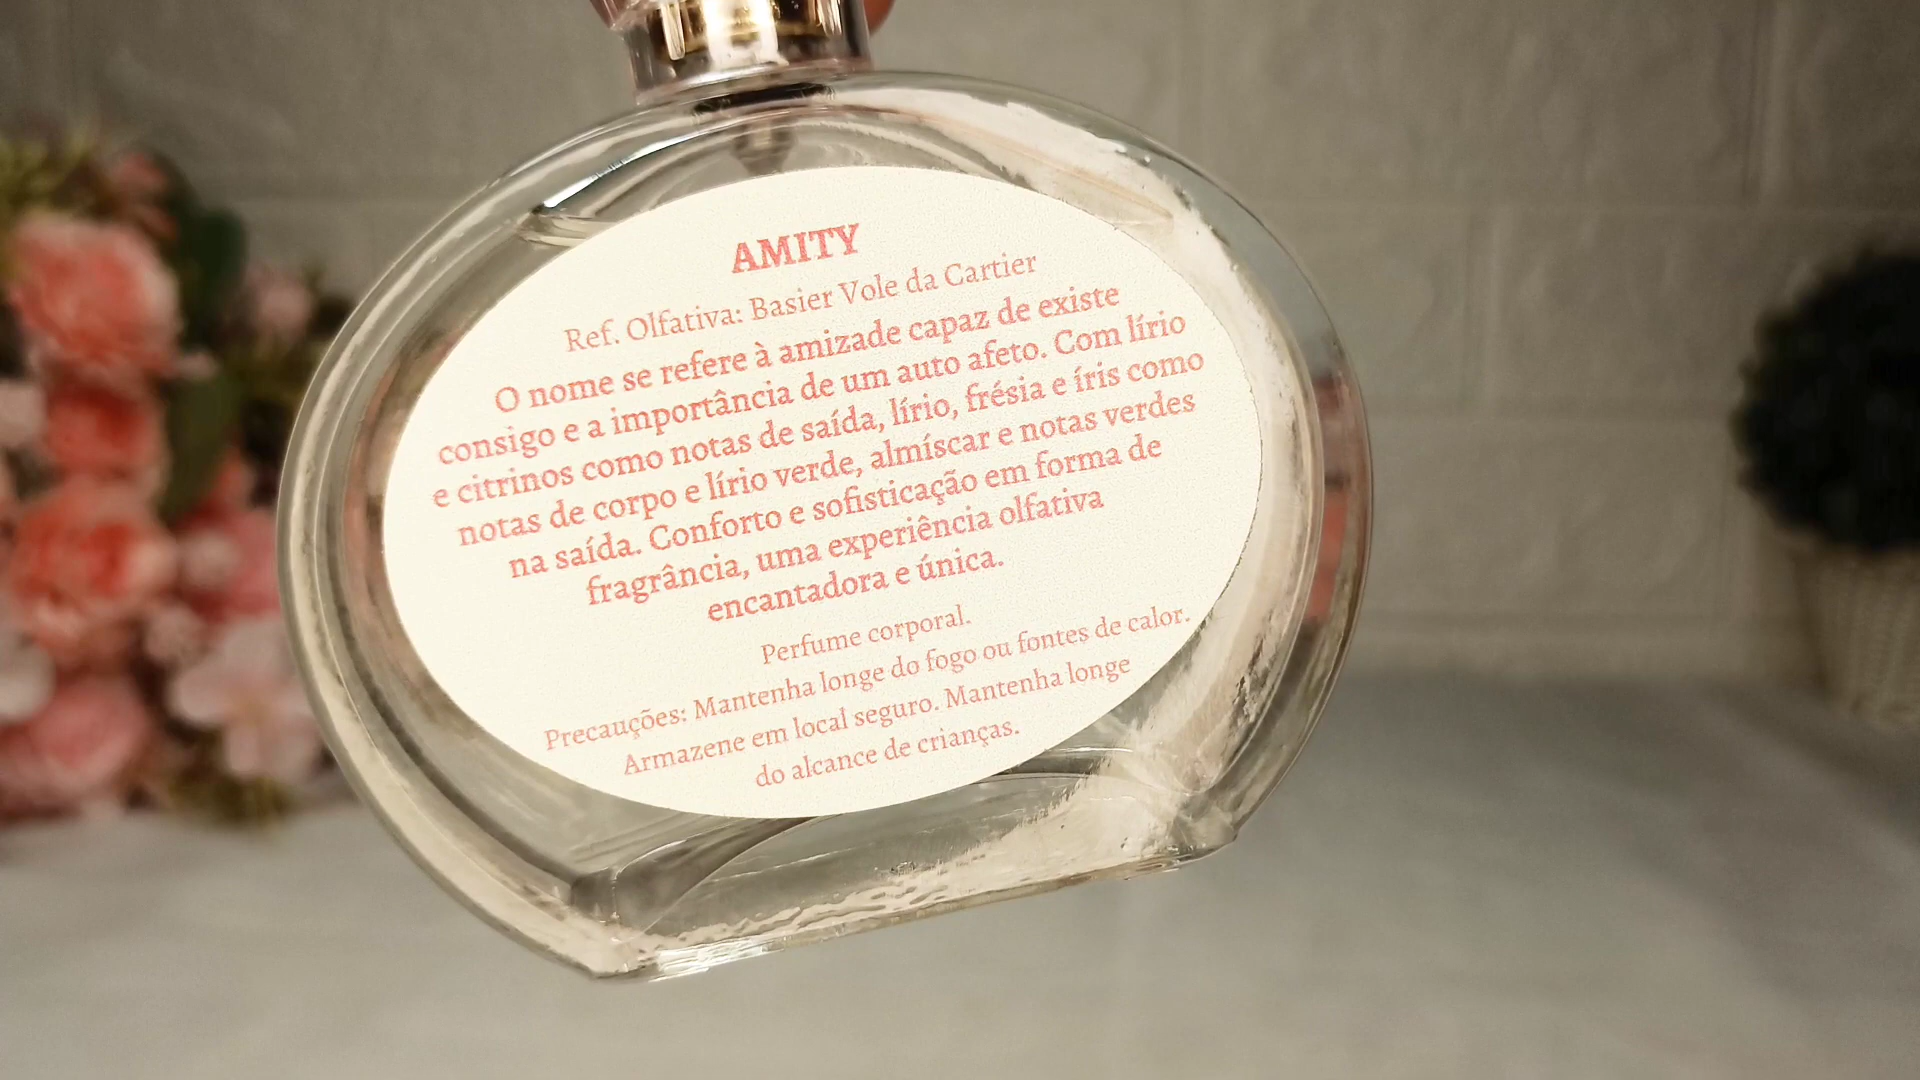 AMITY
Ref. Olfativa: Basier Vole da Cartier
O nome se refere à amizade capaz de existe
consigo e a importância de um auto afeto. Com lírio
e citrinos como notas de saída, lírio, frésia e íris como
notas de corpo e lírio verde, almíscar e notas verdes
na saída. Conforto e sofisticação em forma de
fragrância, uma experiência olfativa
encantadora e única.
Perfume corporal.
Precauções: Mantenha longe do fogo ou fontes de calor.
Armazene em local seguro. Mantenha longe
do alcance de crianças.